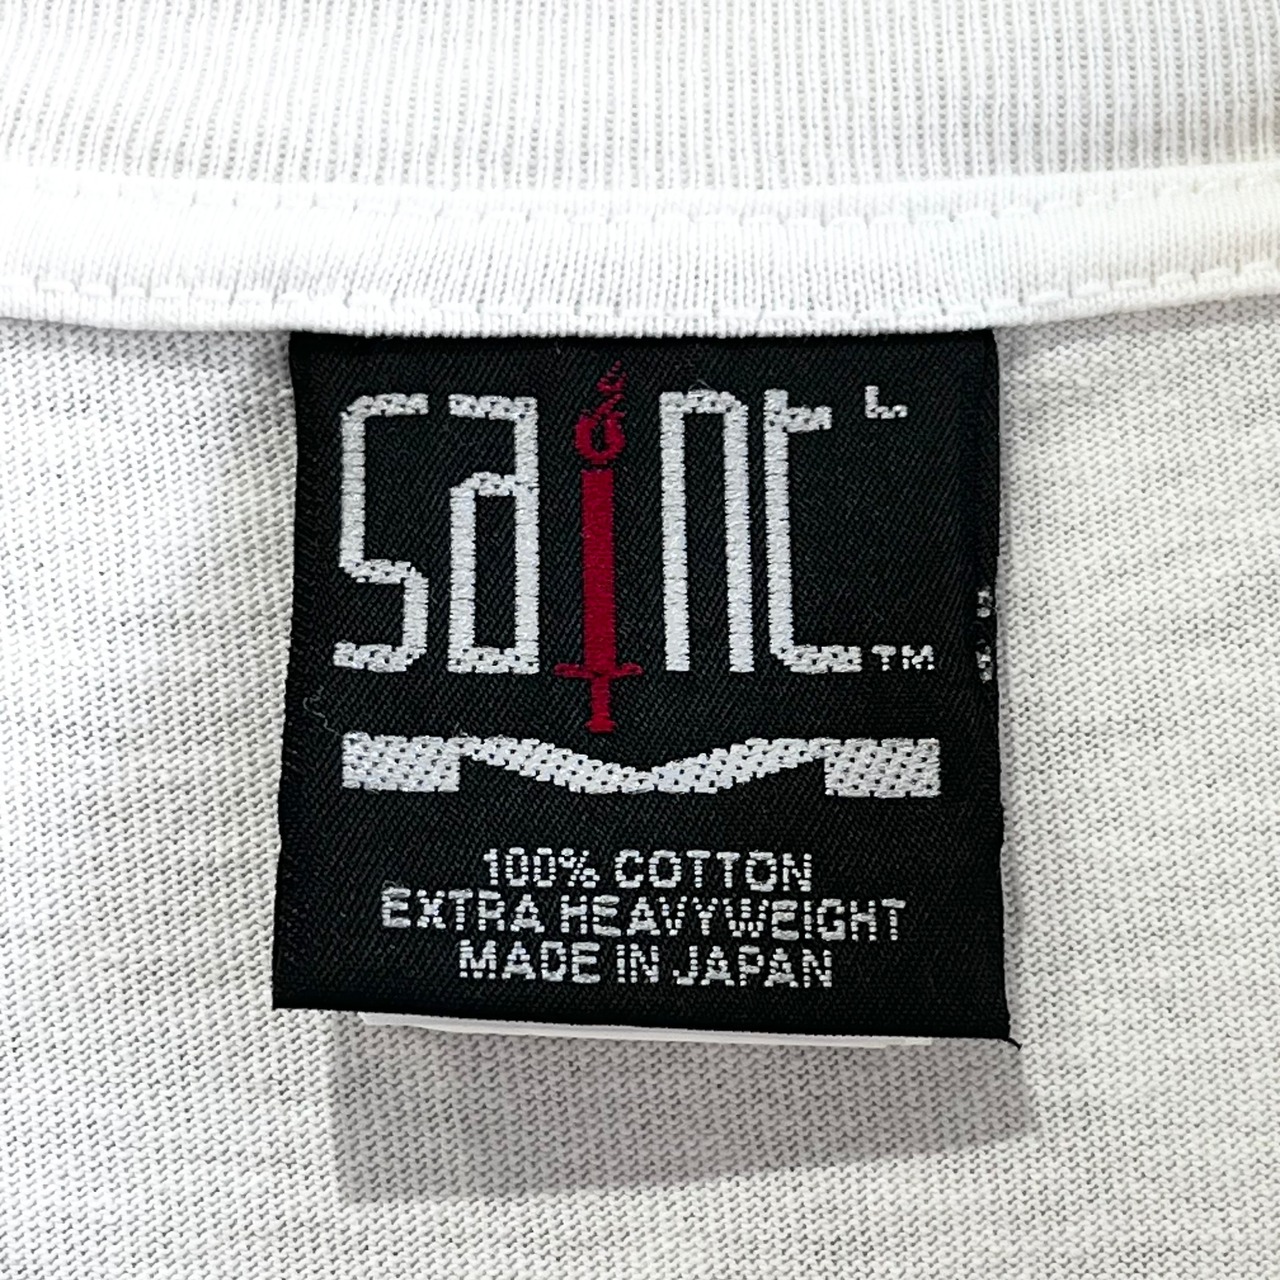 SaiNt L
TM
100% COTTON
EXTRA HEAVYWEIGHT
MADE IN JAPAN